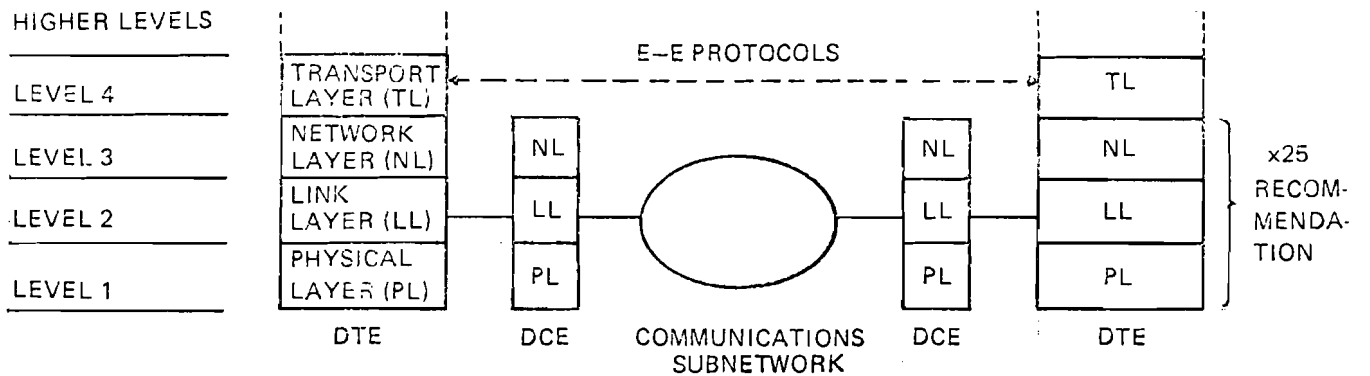 HIGHER LEVELS
E–E PROTOCOLS
LEVEL 4
TRANSPORT
LAYER (TL)
TL
LEVEL 3
NETWORK
LAYER (NL)
NL
NL
NL
LEVEL 2
LINK
LAYER (LL)
LL
LL
LL
LEVEL 1
PHYSICAL
LAYER (PL)
PL
PL
PL
x25
RECOM-
MENDA-
TION
DTE
DCE
COMMUNICATIONS
SUBNETWORK
DCE
DTE